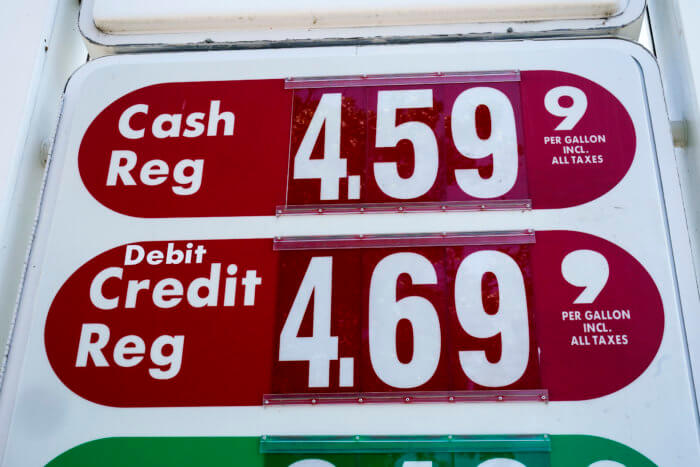 Cash
Reg
4.59 9
PER GALLON
INCL.
ALL TAXES
Debit
Credit
Reg
4.69 9
PER GALLON
INCL.
ALL TAXES